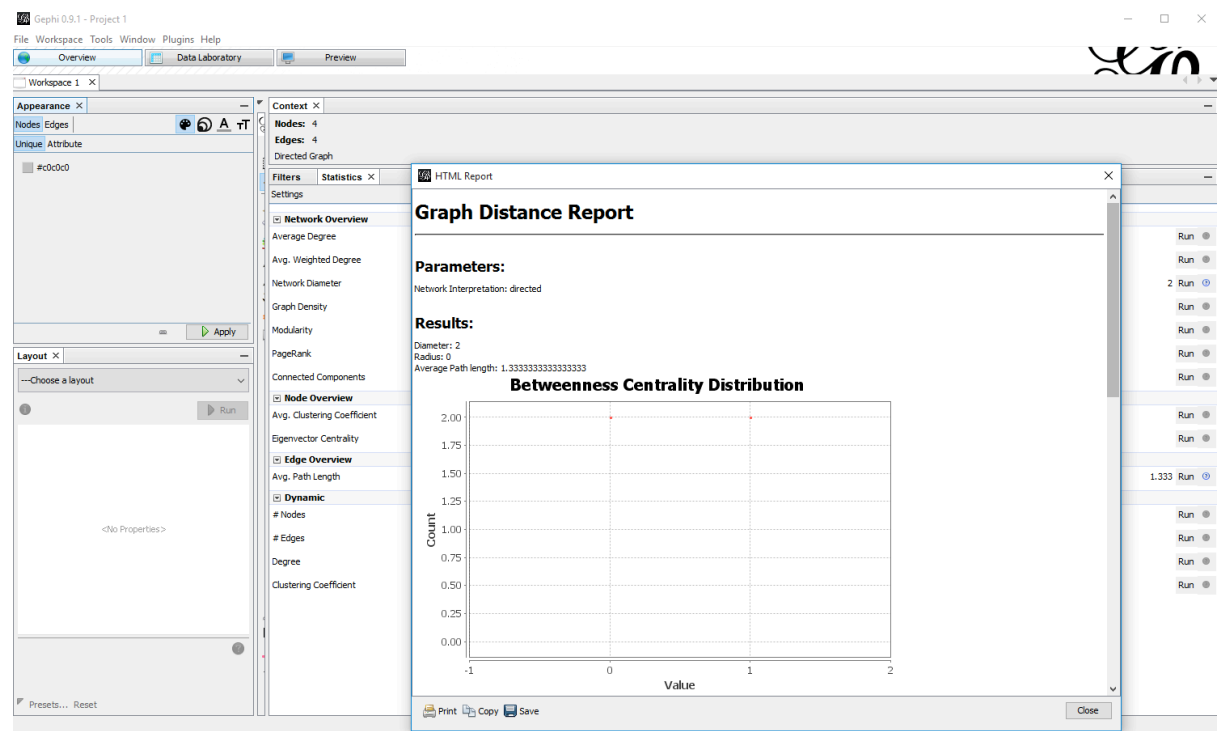 Gephi 0.9.1 - Project 1
File Workspace Tools Window Plugins Help
Overview
Data Laboratory
Preview
Workspace 1
Appearance
Nodes Edges
Unique Attribute
#c0c0c0
Apply
Layout
---Choose a layout
Run
<No Properties>
Presets... Reset
Context
Nodes: 4
Edges: 4
Directed Graph
Filters Statistics
Settings
Network Overview
Average Degree
Run
Avg. Weighted Degree
Run
Network Diameter
2 Run
Graph Density
Run
Modularity
Run
PageRank
Run
Connected Components
Run
Node Overview
Avg. Clustering Coefficient
Run
Eigenvector Centrality
Run
Edge Overview
Avg. Path Length
1.333 Run
Dynamic
# Nodes
Run
# Edges
Run
Degree
Run
Clustering Coefficient
Run
HTML Report
Graph Distance Report
Parameters:
Network Interpretation: directed
Results:
Diameter: 2
Radius: 0
Average Path length: 1.3333333333333333
Betweenness Centrality Distribution
Count
2.00
1.75
1.50
1.25
1.00
0.75
0.50
0.25
0.00
-1 0 1 2
Value
Print Copy Save
Close